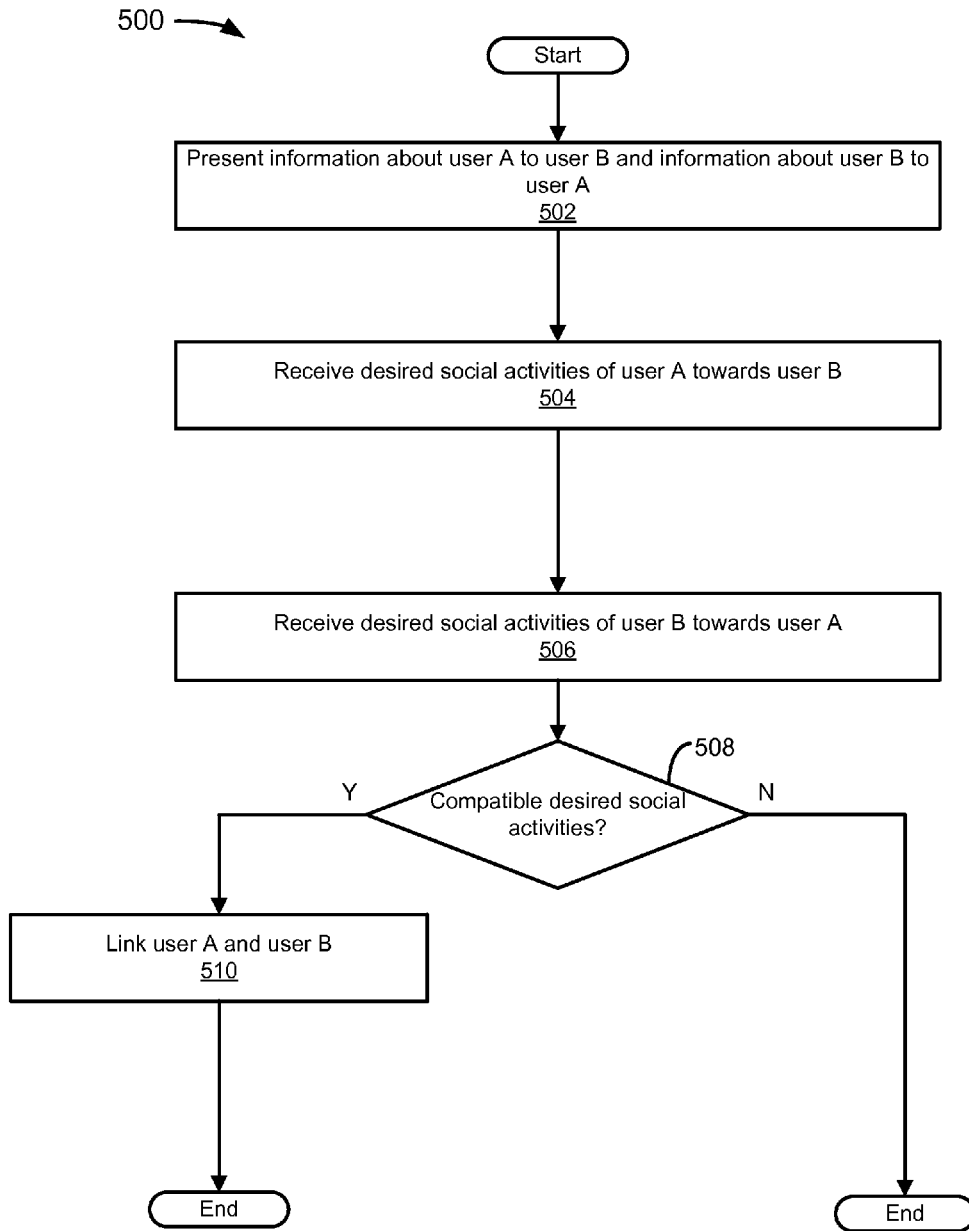 500
Start
Present information about user A to user B and information about user B to
user A
502
Receive desired social activities of user A towards user B
504
Receive desired social activities of user B towards user A
506
508
Y
Compatible desired social
activities?
N
Link user A and user B
510
End
End